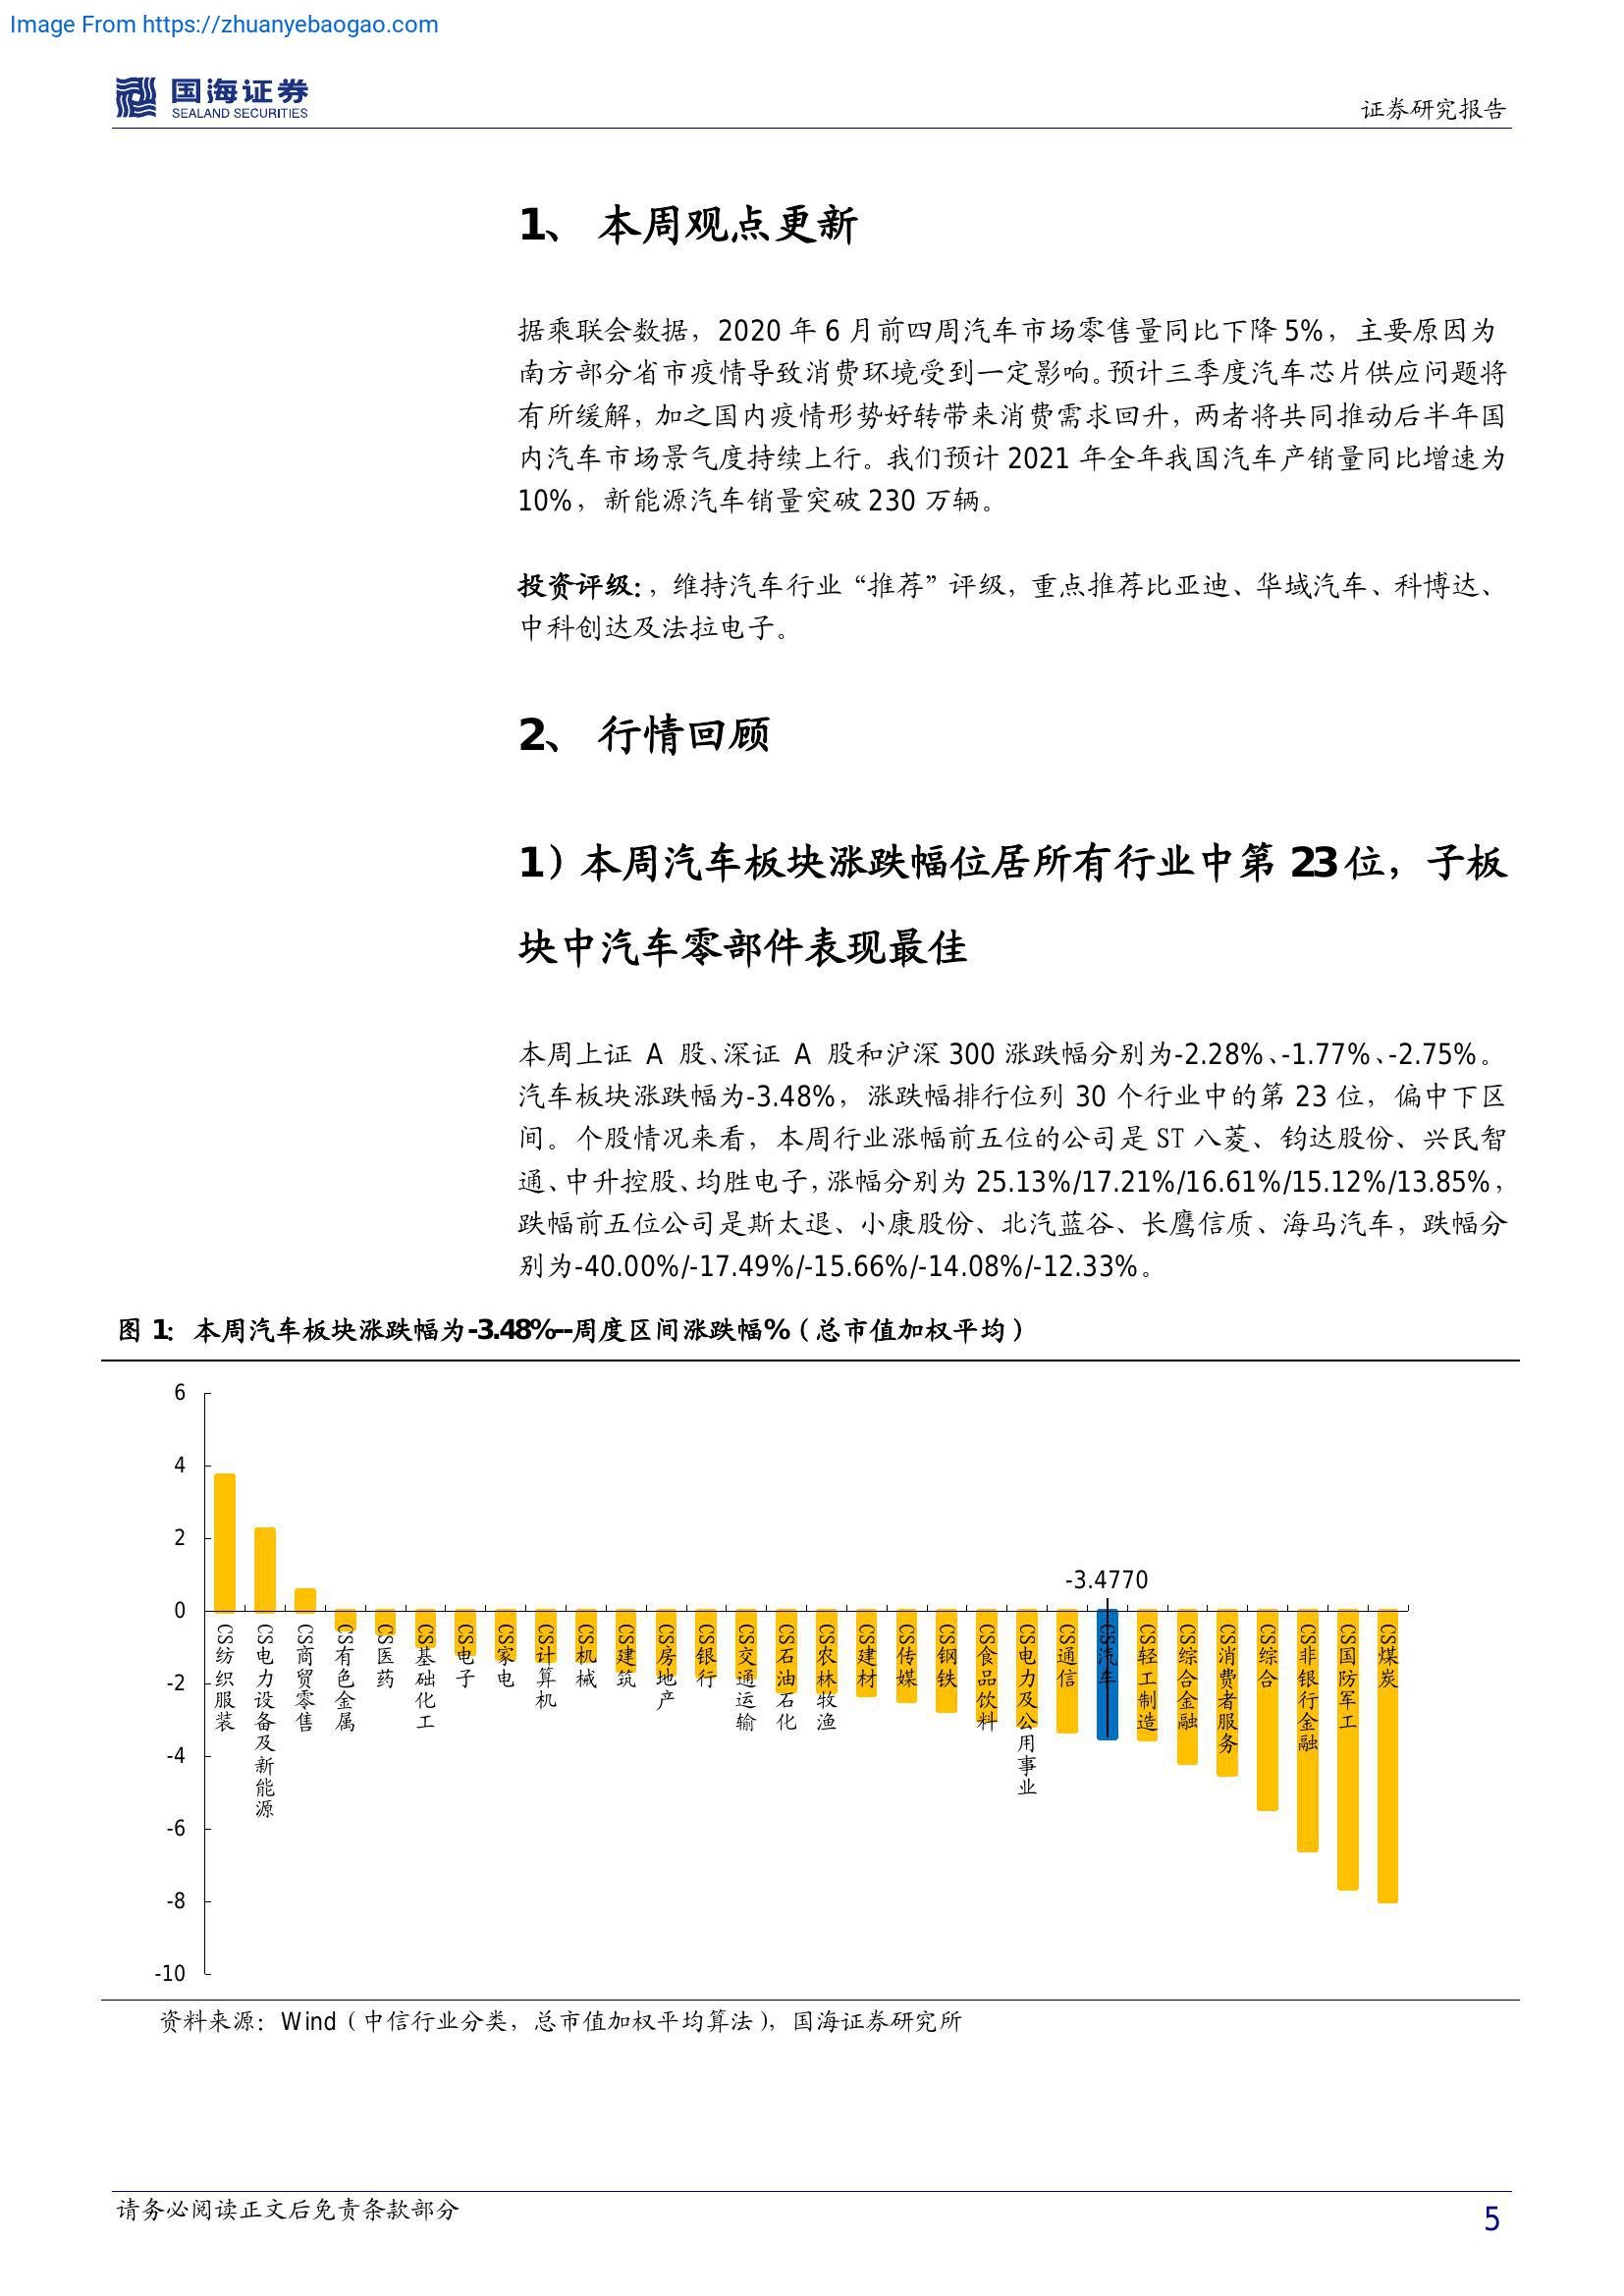 Image From https://zhuanyebaogao.com
国海证券
SEALAND SECURITIES
证券研究报告
1、 本周观点更新
据乘联会数据，2020 年 6 月前四周汽车市场零售量同比下降 5%，主要原因为
南方部分省市疫情导致消费环境受到一定影响。预计三季度汽车芯片供应问题将
有所缓解，加之国内疫情形势好转带来消费需求回升，两者将共同推动后半年国
内汽车市场景气度持续上行。我们预计 2021 年全年我国汽车产销量同比增速为
10%，新能源汽车销量突破 230 万辆。
投资评级：，维持汽车行业“推荐”评级，重点推荐比亚迪、华域汽车、科博达、
中科创达及法拉电子。
2、 行情回顾
1）本周汽车板块涨跌幅位居所有行业中第 23 位，子板
块中汽车零部件表现最佳
本周上证 A 股、深证 A 股和沪深 300 涨跌幅分别为-2.28%、-1.77%、-2.75%。
汽车板块涨跌幅为-3.48%，涨跌幅排行位列 30 个行业中的第 23 位，偏中下区
间。个股情况来看，本周行业涨幅前五位的公司是 ST 八菱、钧达股份、兴民智
通、中升控股、均胜电子，涨幅分别为 25.13%/17.21%/16.61%/15.12%/13.85%，
跌幅前五位公司是斯太退、小康股份、北汽蓝谷、长鹰信质、海马汽车，跌幅分
别为-40.00%/-17.49%/-15.66%/-14.08%/-12.33%。
图 1：本周汽车板块涨跌幅为-3.48%--周度区间涨跌幅%（总市值加权平均）
6
4
2
0
-2
-4
-6
-8
-10
-3.4770
CS纺织服装
CS电力设备及新能源
CS商贸零售
CS有色金属
CS医药
CS基础化工
CS电子
CS家电
CS计算机
CS机械
CS建筑
CS房地产
CS银行
CS交通运输
CS石油石化
CS农林牧渔
CS建材
CS传媒
CS钢铁
CS食品饮料
CS电力及公用事业
CS通信
CS汽车
CS轻工制造
CS综合金融
CS消费者服务
CS综合
CS非银行金融
CS国防军工
CS煤炭
资料来源：Wind（中信行业分类，总市值加权平均算法），国海证券研究所
请务必阅读正文后免责条款部分
5